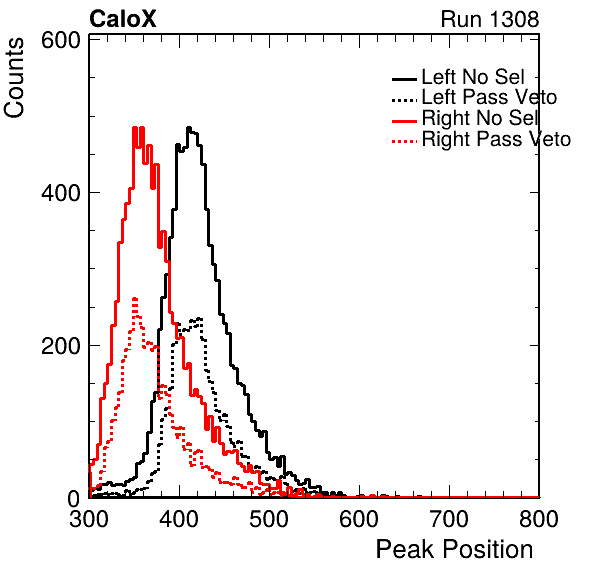 CaloX Run 1308
Counts
600
400
200
0
Left No Sel
Left Pass Veto
Right No Sel
Right Pass Veto
300 400 500 600 700 800
Peak Position